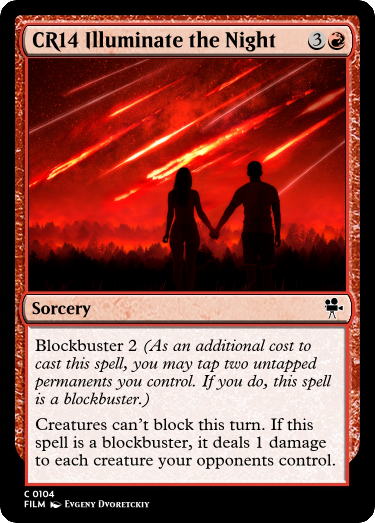 CR14 Illuminate the Night 3
Sorcery
Blockbuster 2 (As an additional cost to
cast this spell, you may tap two untapped
permanents you control. If you do, this spell
is a blockbuster.)
Creatures can't block this turn. If this
spell is a blockbuster, it deals 1 damage
to each creature your opponents control.
C 0104
FILM Evgeny Dvoretckiy